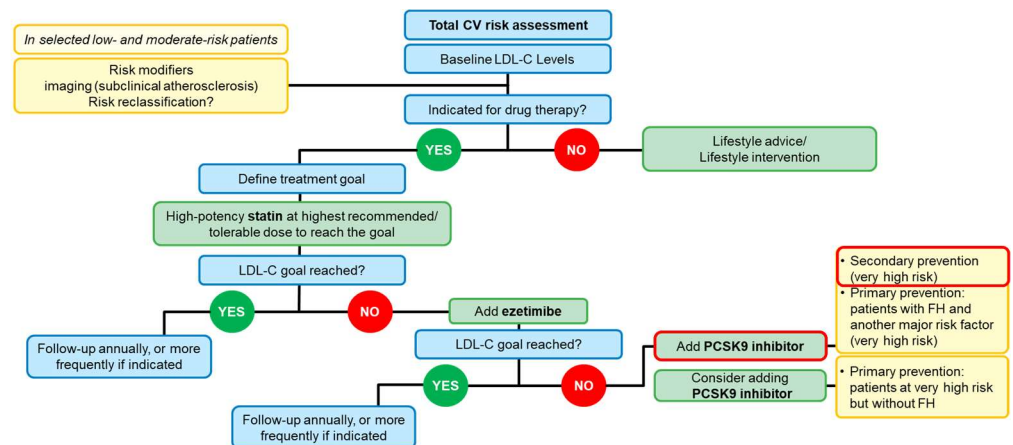 Total CV risk assessment
In selected low- and moderate-risk patients
Baseline LDL-C Levels
Risk modifiers
imaging (subclinical atherosclerosis)
Risk reclassification?
Indicated for drug therapy?
YES
NO
Lifestyle advice/
Lifestyle intervention
Define treatment goal
High-potency statin at highest recommended/
tolerable dose to reach the goal
LDL-C goal reached?
YES
NO
Add ezetimibe
Follow-up annually, or more
frequently if indicated
LDL-C goal reached?
YES
NO
Follow-up annually, or more
frequently if indicated
Add PCSK9 inhibitor
• Secondary prevention
(very high risk)
• Primary prevention:
patients with FH and
another major risk factor
(very high risk)
Consider adding
PCSK9 inhibitor
• Primary prevention:
patients at very high risk
but without FH